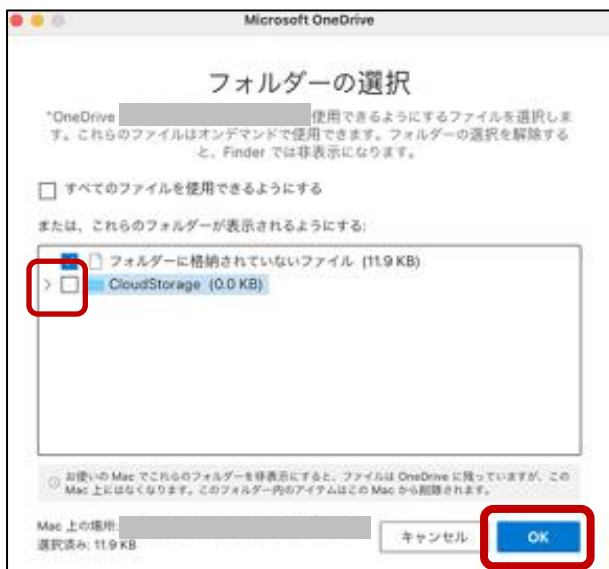 Microsoft OneDrive
フォルダーの選択
"OneDrive 使用できるようにするファイルを選択しま
す。これらのファイルはオンデマンドで使用できます。フォルダーの選択を解除する
と、Finder では非表示になります。
すべてのファイルを使用できるようにする
または、これらのフォルダーが表示されるようにする:
フォルダーに格納されていないファイル (11.9 KB)
CloudStorage (0.0 KB)
お使いの Mac でこれらのフォルダーを非表示にすると、ファイルは OneDrive に残っていますが、この
Mac 上にはなくなります。このフォルダー内のアイテムはこの Mac から削除されます。
Mac 上の場所:
選択済み: 11.9 KB
キャンセル
OK